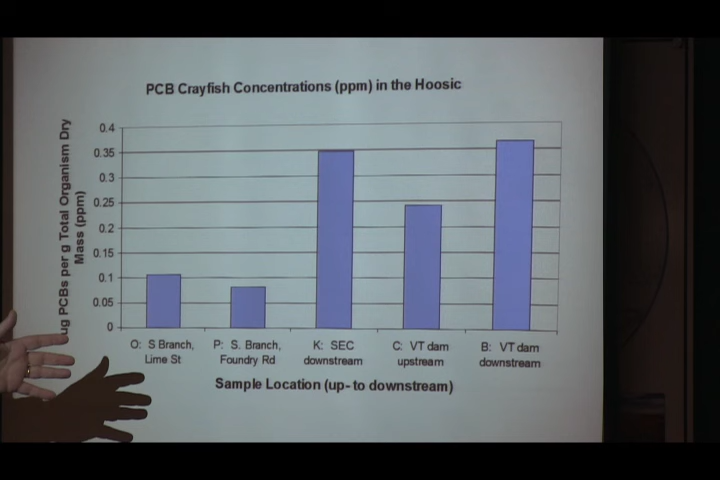 PCB Crayfish Concentrations (ppm) in the Hoosic
ug PCBs per g Total Organism Dry
Mass (ppm)
0.4
0.35
0.3
0.25
0.2
0.15
0.1
0.05
0
O: S Branch,
Lime St
P: S. Branch,
Foundry Rd
K: SEC
downstream
C: VT dam
upstream
B: VT dam
downstream
Sample Location (up- to downstream)